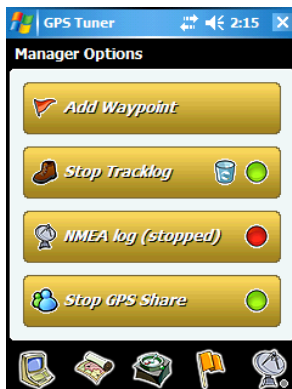 GPS Tuner 2:15
Manager Options
Add Waypoint
Stop Tracklog
NMEA log (stopped)
Stop GPS Share